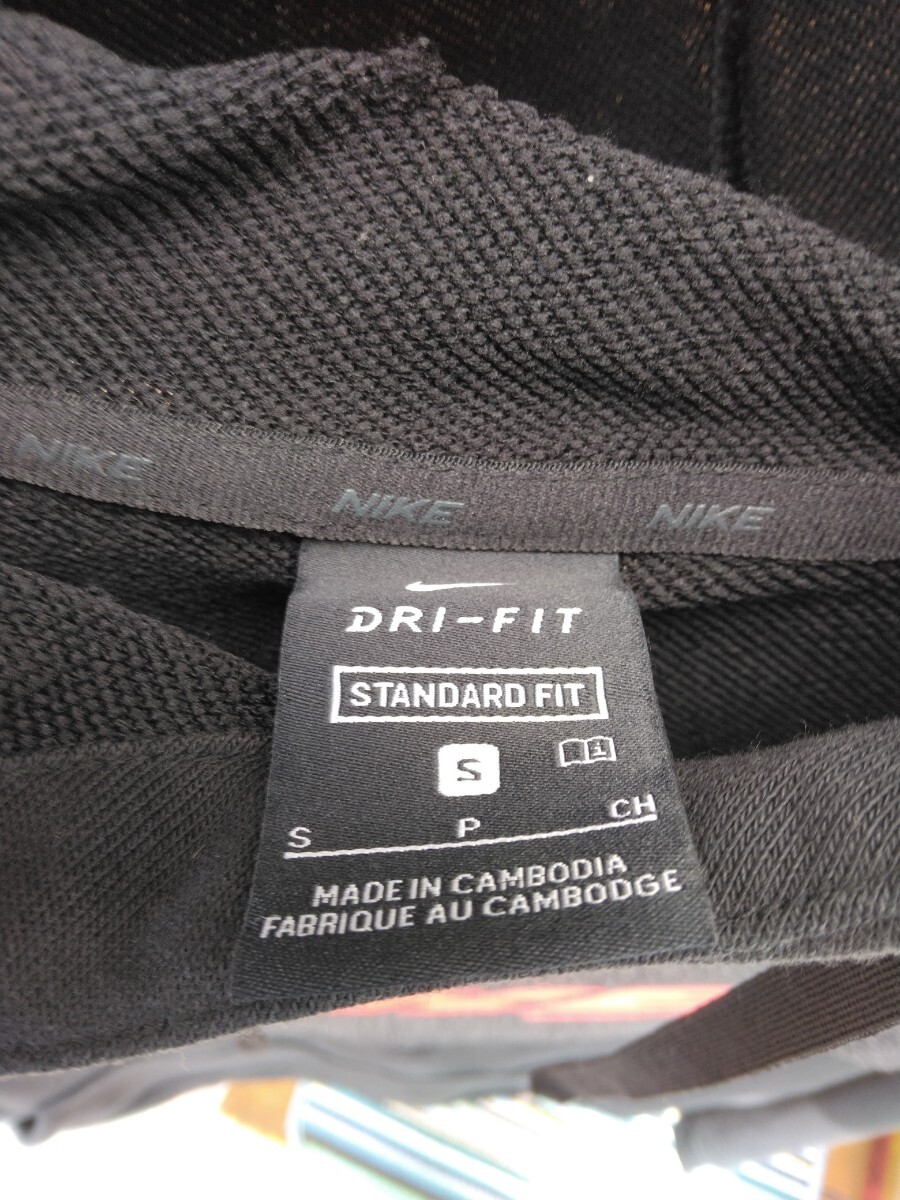 NIKE NIKE NIKE
DRI-FIT
STANDARD FIT
S
S P CH
MADE IN CAMBODIA
FABRIQUE AU CAMBODGE